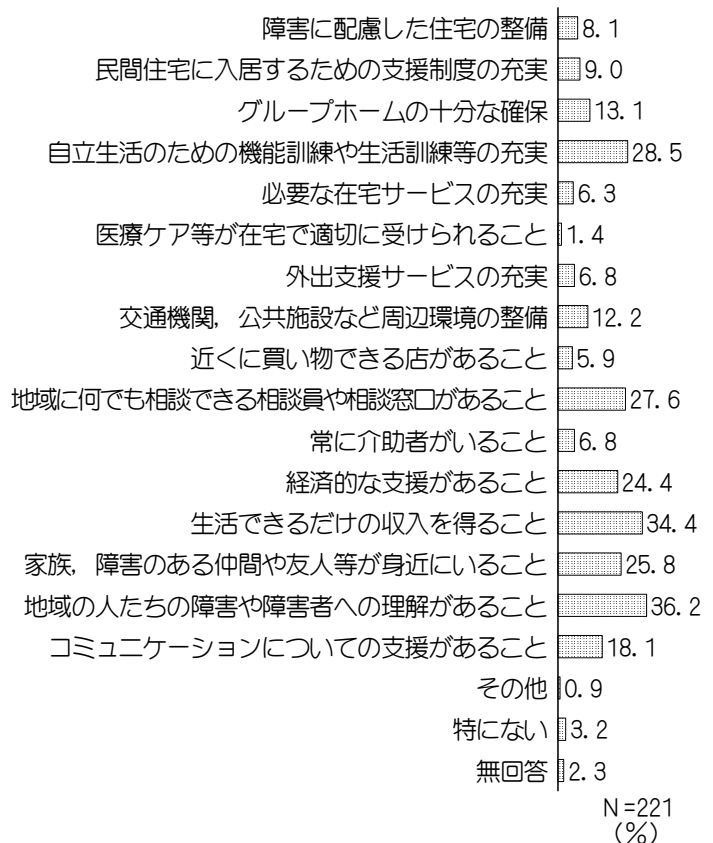 障害に配慮した住宅の整備 8.1
民間住宅に入居するための支援制度の充実 9.0
グループホームの十分な確保 13.1
自立生活のための機能訓練や生活訓練等の充実 28.5
必要な在宅サービスの充実 6.3
医療ケア等が在宅で適切に受けられること 1.4
外出支援サービスの充実 6.8
交通機関，公共施設など周辺環境の整備 12.2
近くに買い物できる店があること 5.9
地域に何でも相談できる相談員や相談窓口があること 27.6
常に介助者がいること 6.8
経済的な支援があること 24.4
生活できるだけの収入を得ること 34.4
家族，障害のある仲間や友人等が身近にいること 25.8
地域の人たちの障害や障害者への理解があること 36.2
コミュニケーションについての支援があること 18.1
その他 0.9
特にない 3.2
無回答 2.3
N=221
(%)